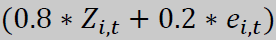 (0.8 * Z_{i,t} + 0.2 * e_{i,t})